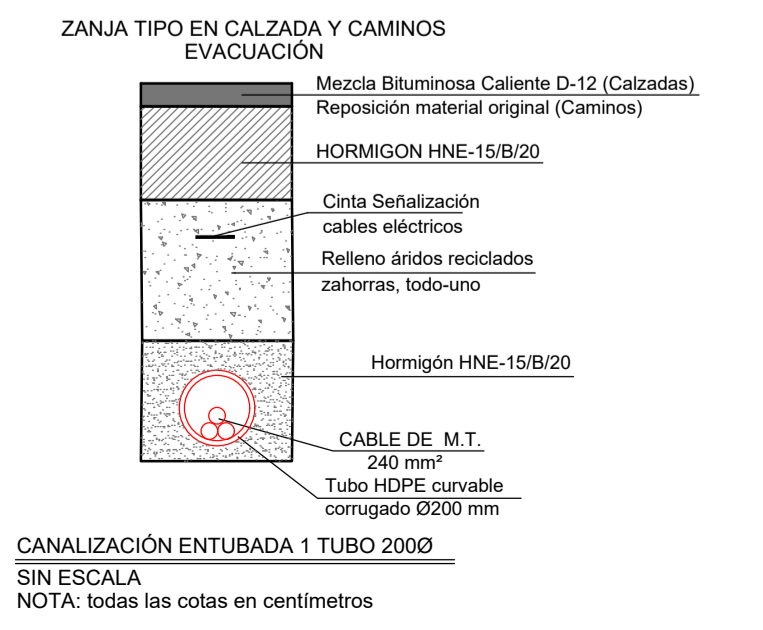 ZANJA TIPO EN CALZADA Y CAMINOS
EVACUACIÓN
Mezcla Bituminosa Caliente D-12 (Calzadas)
Reposición material original (Caminos)
HORMIGON HNE-15/B/20
Cinta Señalización
cables eléctricos
Relleno áridos reciclados
zahorras, todo-uno
Hormigón HNE-15/B/20
CABLE DE M.T.
240 mm²
Tubo HDPE curvable
corrugado Ø200 mm
CANALIZACIÓN ENTUBADA 1 TUBO 200Ø
SIN ESCALA
NOTA: todas las cotas en centímetros